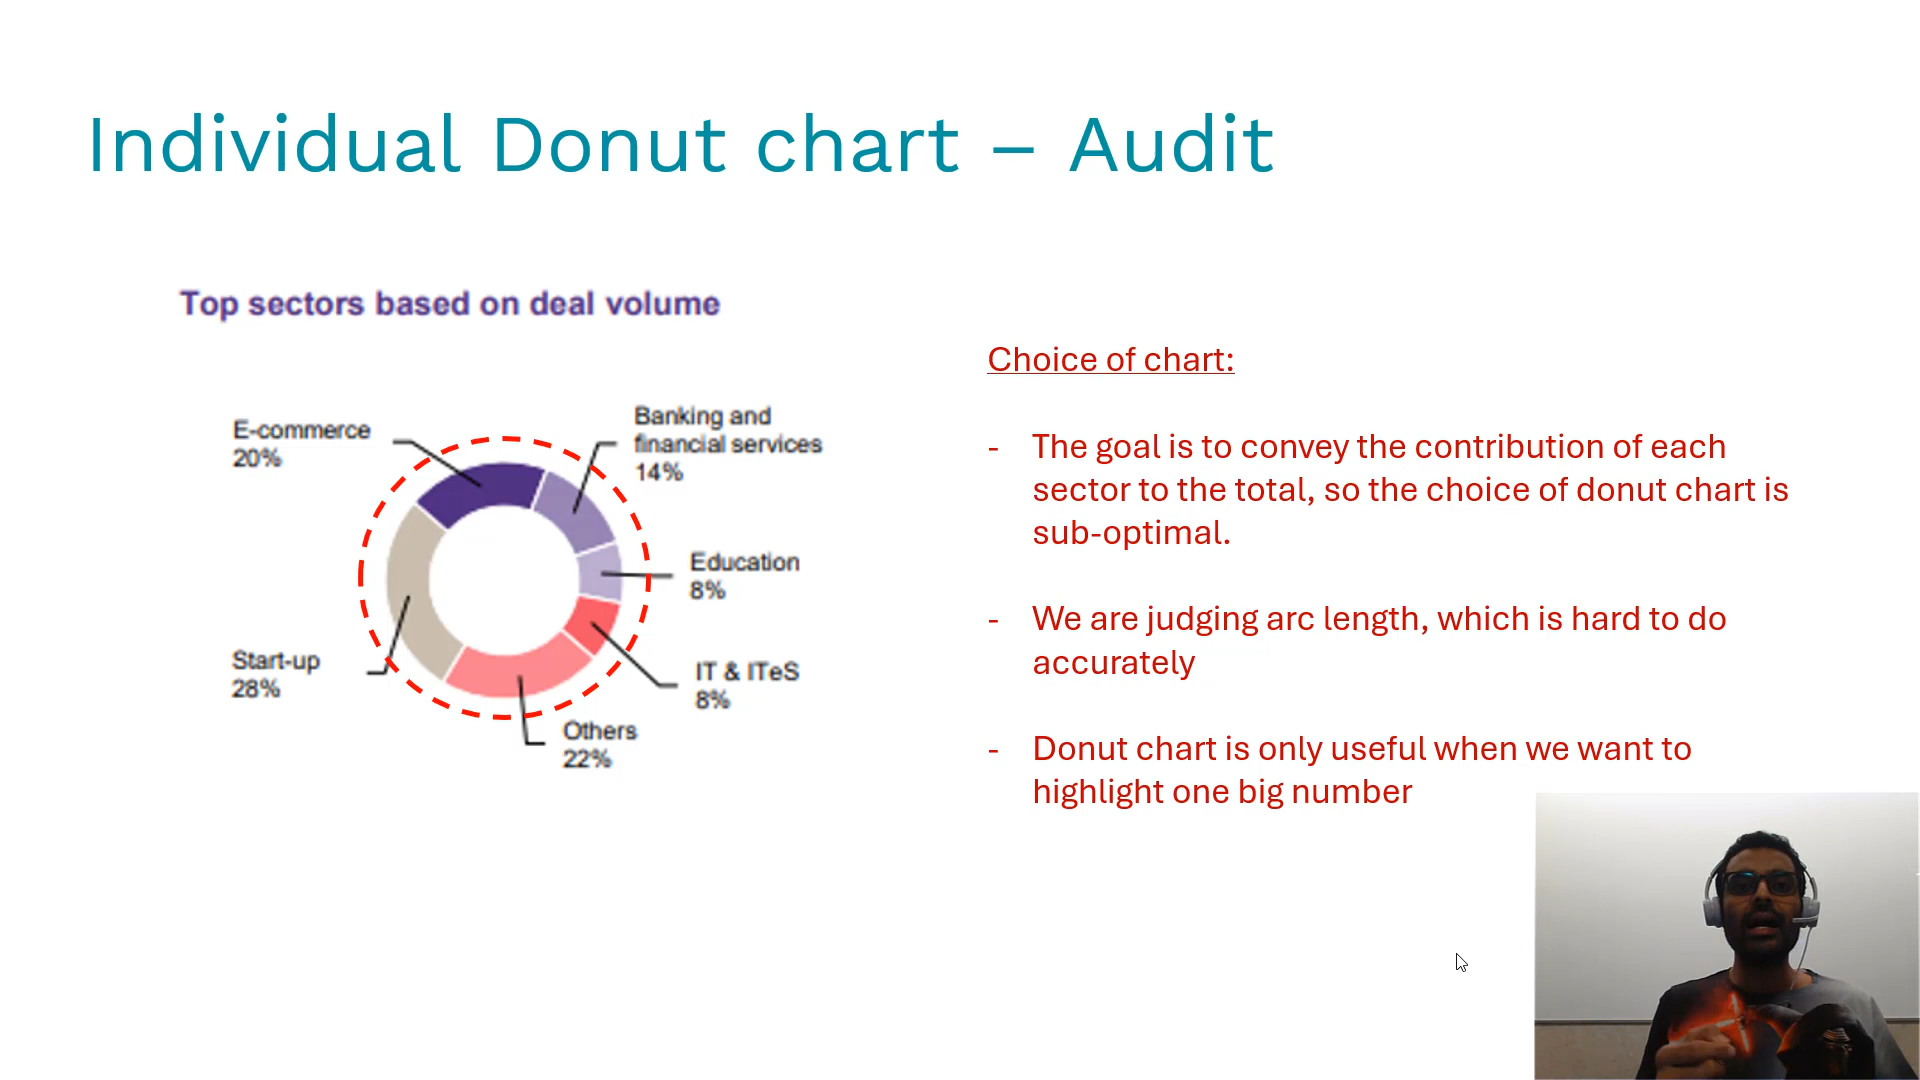 Individual Donut chart – Audit
Top sectors based on deal volume
E-commerce
20%
Banking and
financial services
14%
Education
8%
IT & ITeS
8%
Others
22%
Start-up
28%
Choice of chart:
- The goal is to convey the contribution of each
sector to the total, so the choice of donut chart is
sub-optimal.
- We are judging arc length, which is hard to do
accurately
- Donut chart is only useful when we want to
highlight one big number